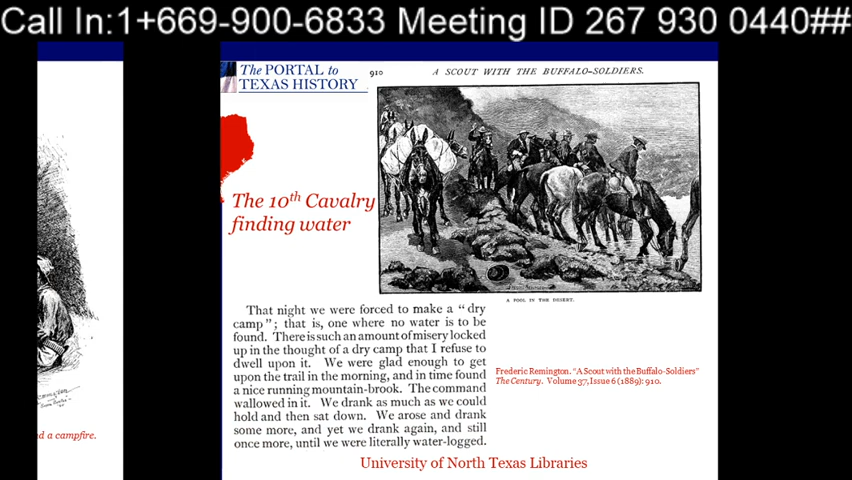 Call In:1+669-900-6833 Meeting ID 267 930 0440##
The PORTAL to
TEXAS HISTORY
910
A SCOUT WITH THE BUFFALO-SOLDIERS.
The 10th Cavalry
finding water
A POOL IN THE DESERT.
That night we were forced to make a "dry
camp"; that is, one where no water is to be
found. There is such an amount of misery locked
up in the thought of a dry camp that I refuse to
dwell upon it. We were glad enough to get
upon the trail in the morning, and in time found
a nice running mountain-brook. The command
wallowed in it. We drank as much as we could
hold and then sat down. We arose and drank
some more, and yet we drank again, and still
once more, until we were literally water-logged.
Frederic Remington. "A Scout with the Buffalo-Soldiers"
The Century. Volume 37, Issue 6 (1889): 910.
d a campfire.
University of North Texas Libraries